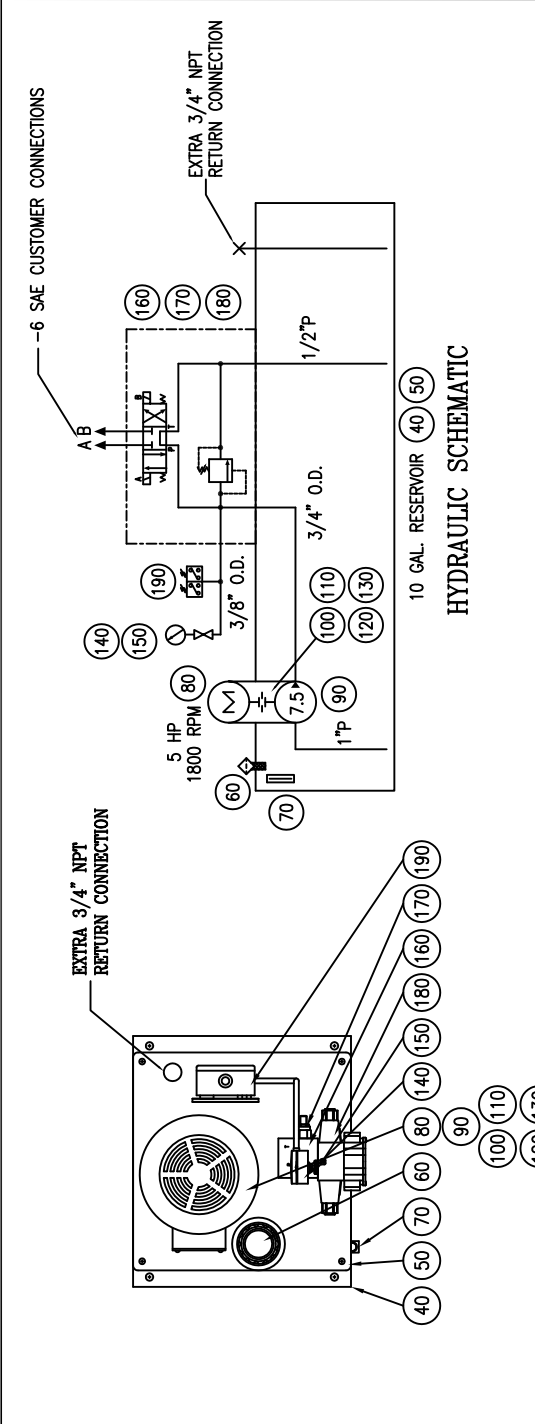 -6 SAE CUSTOMER CONNECTIONS
EXTRA 3/4" NPT
RETURN CONNECTION
A B
160
170
180
A
B
P
T
140
150
190
3/8" O.D.
3/4" O.D.
1/2"P
80
5 HP
1800 RPM
M
7.5
90
100
110
120
130
60
70
1"P
10 GAL. RESERVOIR
40
50
HYDRAULIC SCHEMATIC
EXTRA 3/4" NPT
RETURN CONNECTION
T
40
50
70
60
80
140
150
180
160
170
190
90
100
110